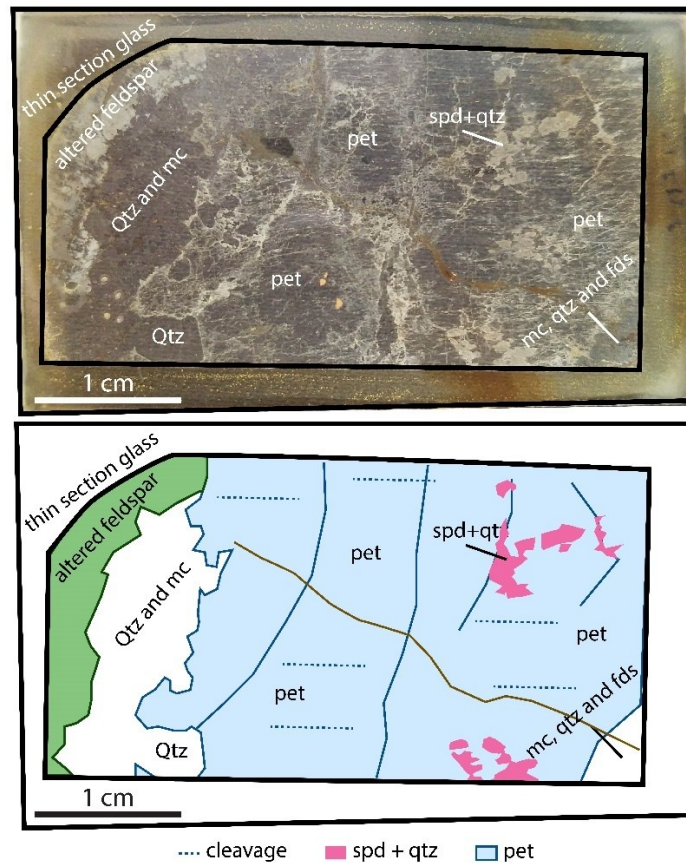 thin section glass
altered feldspar
Qtz and mc
pet
spd+qtz
pet
pet
Qtz
mc, qtz and fds
1 cm
thin section glass
altered feldspar
Qtz and mc
pet
spd+qt
pet
pet
Qtz
mc, qtz and fds
1 cm
cleavage
spd + qtz
pet